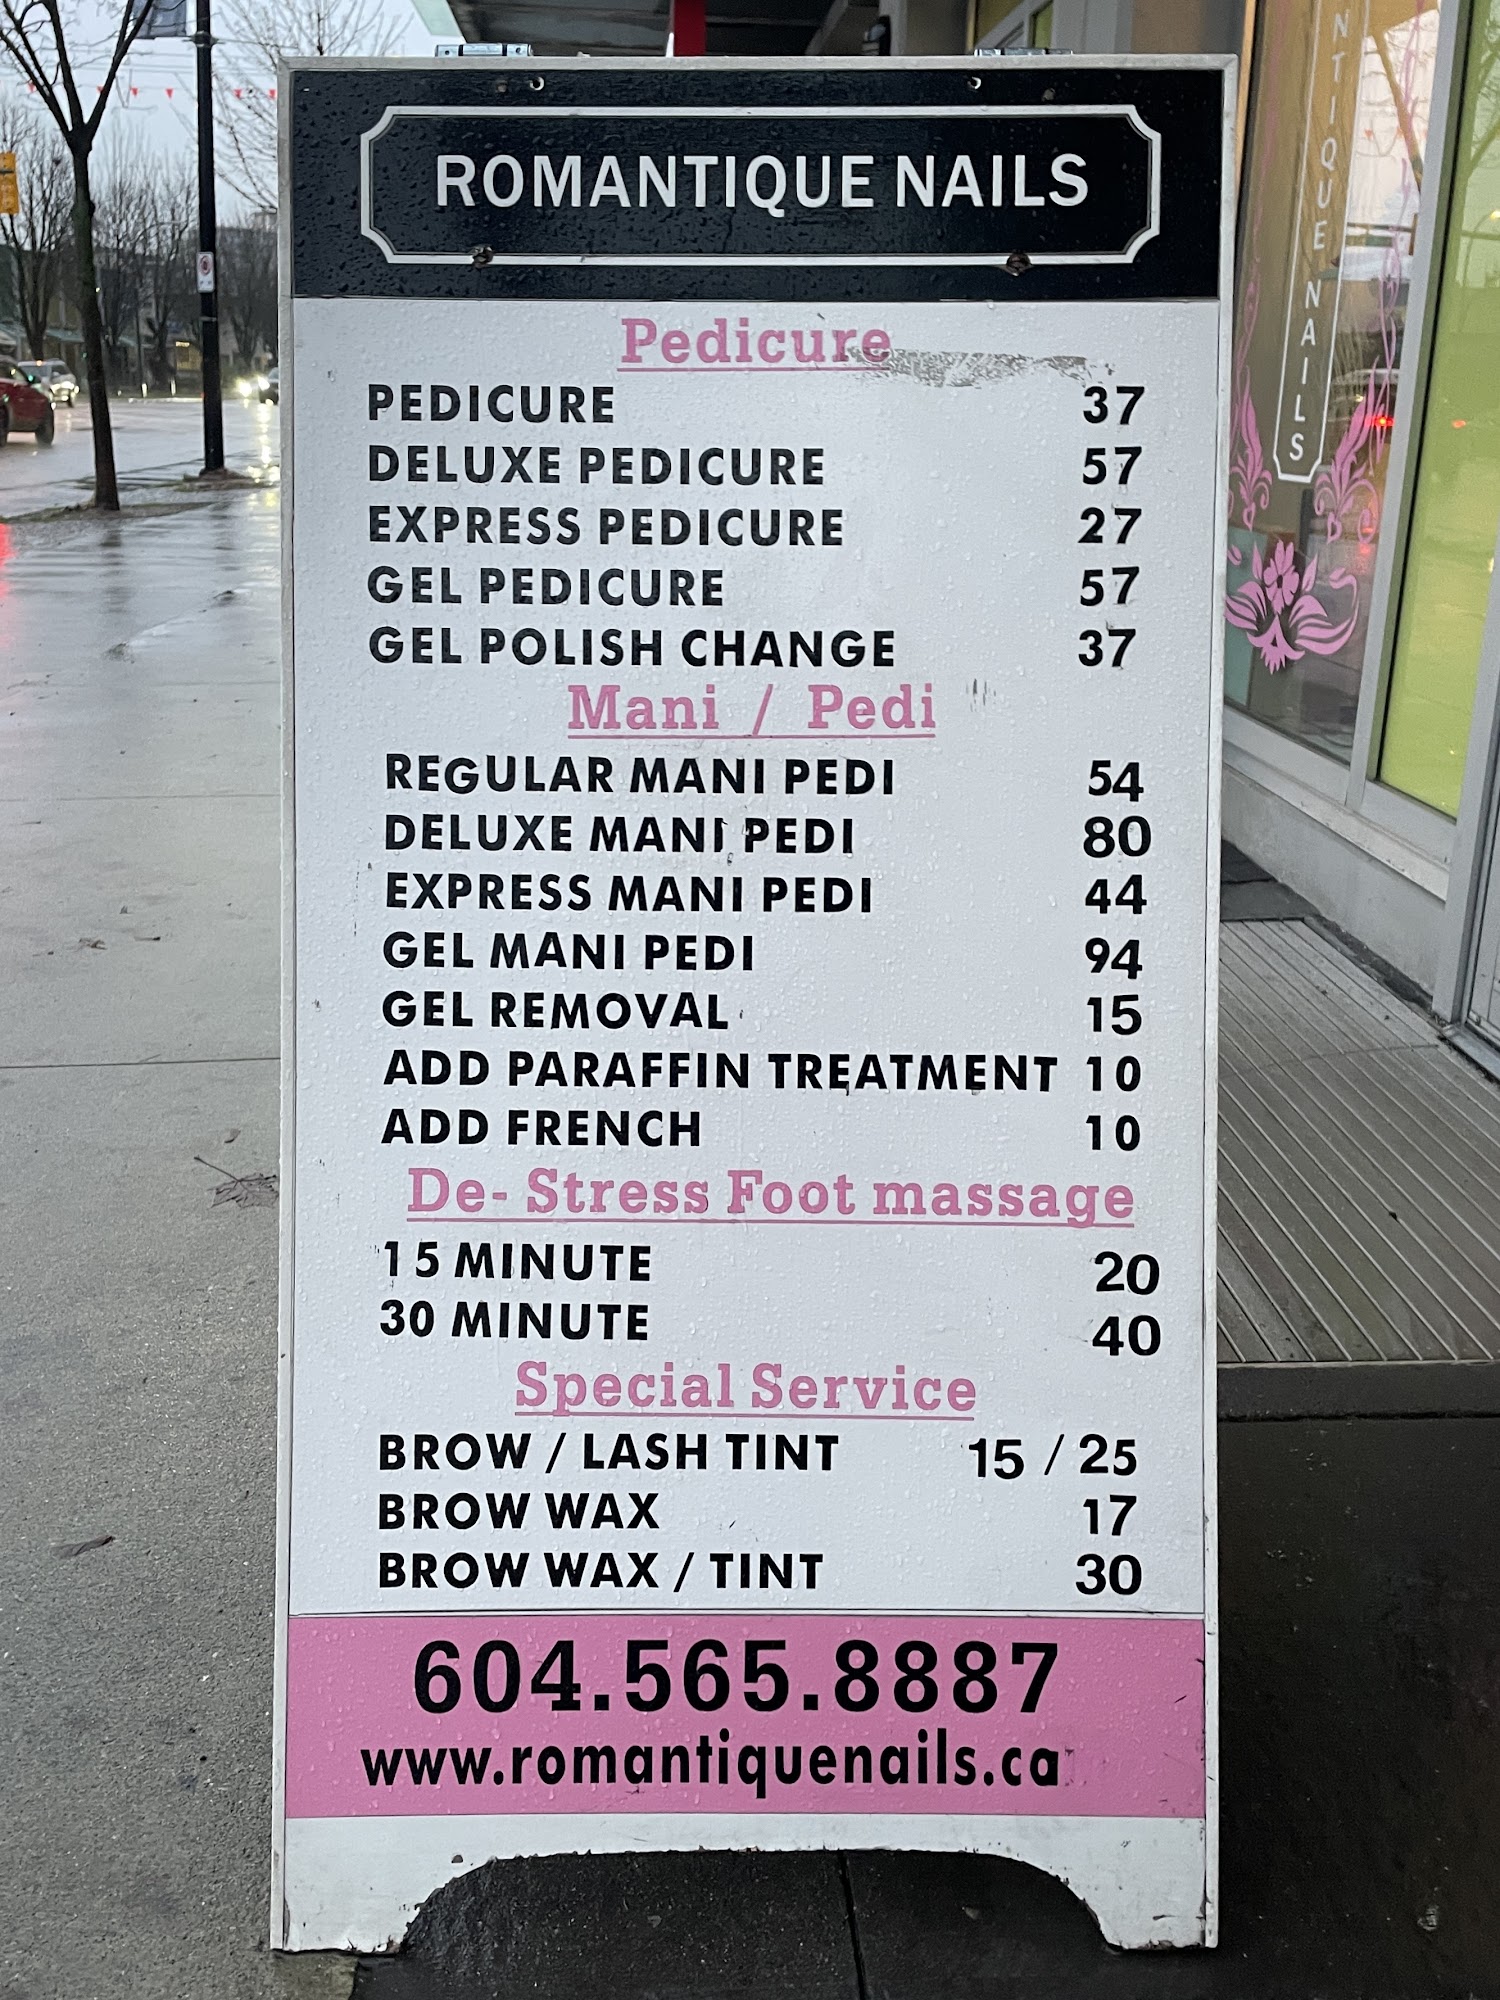 ROMANTIQUE NAILS
Pedicure
PEDICURE 37
DELUXE PEDICURE 57
EXPRESS PEDICURE 27
GEL PEDICURE 57
GEL POLISH CHANGE 37
Mani / Pedi
REGULAR MANI PEDI 54
DELUXE MANI PEDI 80
EXPRESS MANI PEDI 44
GEL MANI PEDI 94
GEL REMOVAL 15
ADD PARAFFIN TREATMENT 10
ADD FRENCH 10
De- Stress Foot massage
15 MINUTE 20
30 MINUTE 40
Special Service
BROW / LASH TINT 15 / 25
BROW WAX 17
BROW WAX / TINT 30
604.565.8887
www.romantiquenails.ca
NTIQUE NAILS